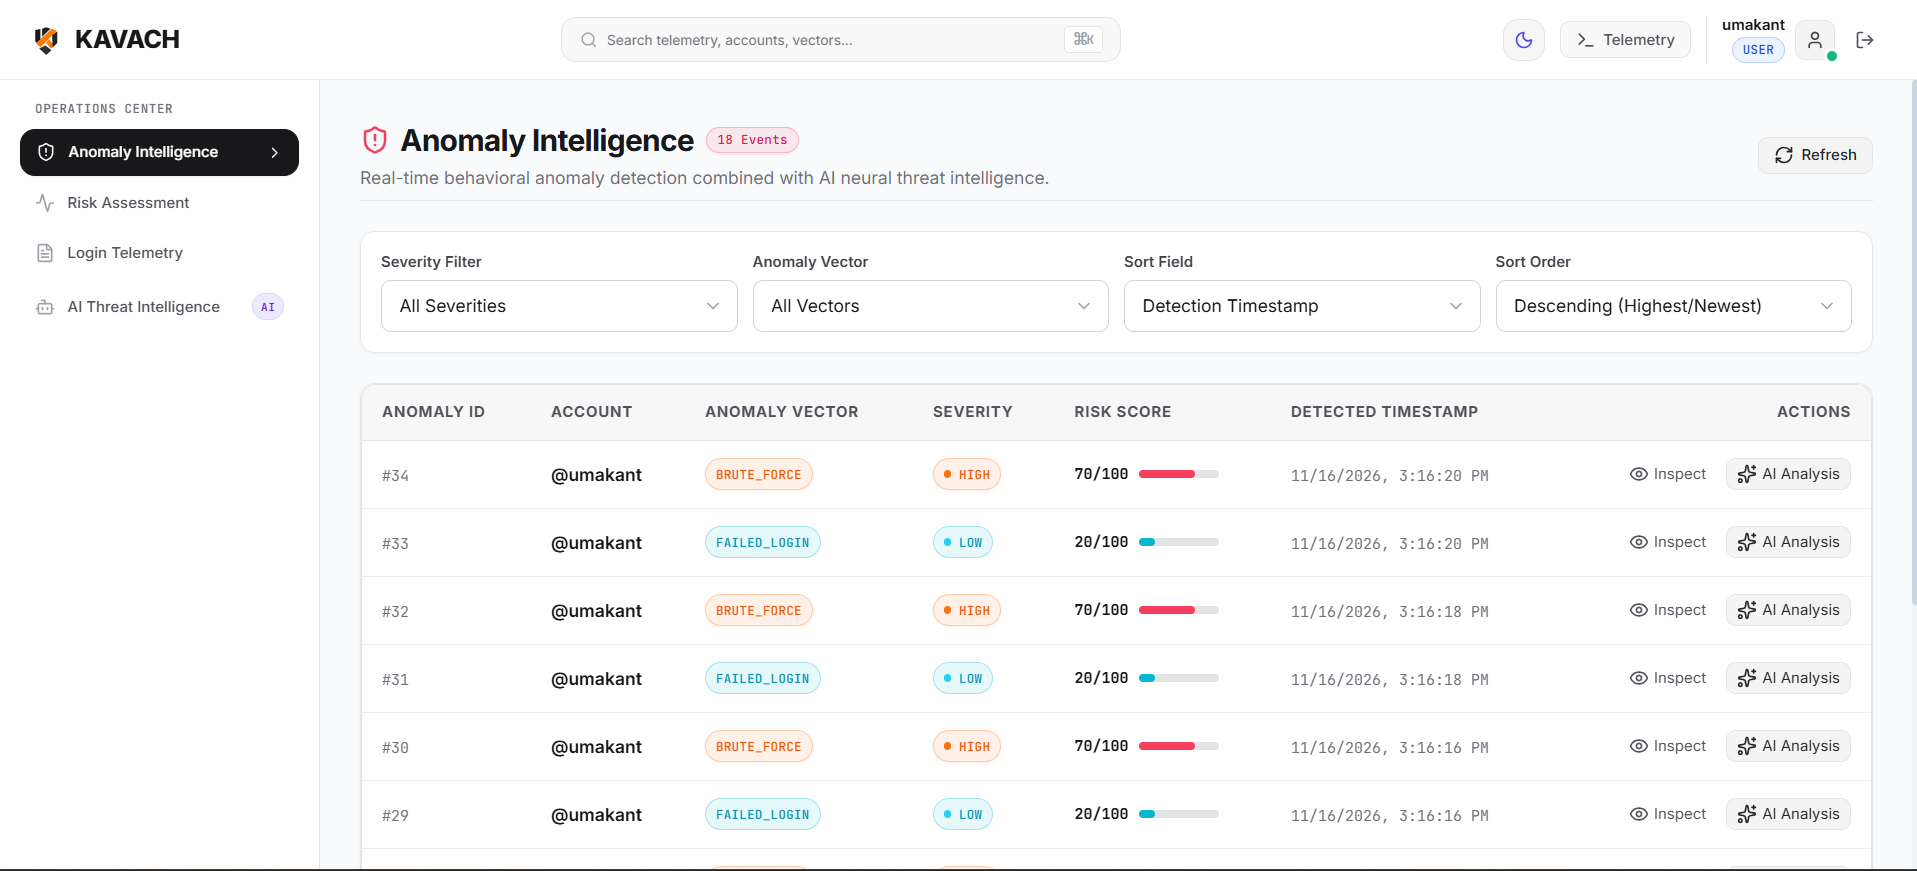 KAVACH
Search telemetry, accounts, vectors... ⌘K
Telemetry
umakant
USER
OPERATIONS CENTER
Anomaly Intelligence
Risk Assessment
Login Telemetry
AI Threat Intelligence AI
Anomaly Intelligence 18 Events
Real-time behavioral anomaly detection combined with AI neural threat intelligence.
Refresh
Severity Filter Anomaly Vector Sort Field Sort Order
All Severities All Vectors Detection Timestamp Descending (Highest/Newest)
ANOMALY ID ACCOUNT ANOMALY VECTOR SEVERITY RISK SCORE DETECTED TIMESTAMP ACTIONS
#34 @umakant BRUTE_FORCE HIGH 70/100 11/16/2026, 3:16:20 PM Inspect AI Analysis
#33 @umakant FAILED_LOGIN LOW 20/100 11/16/2026, 3:16:20 PM Inspect AI Analysis
#32 @umakant BRUTE_FORCE HIGH 70/100 11/16/2026, 3:16:18 PM Inspect AI Analysis
#31 @umakant FAILED_LOGIN LOW 20/100 11/16/2026, 3:16:18 PM Inspect AI Analysis
#30 @umakant BRUTE_FORCE HIGH 70/100 11/16/2026, 3:16:16 PM Inspect AI Analysis
#29 @umakant FAILED_LOGIN LOW 20/100 11/16/2026, 3:16:16 PM Inspect AI Analysis